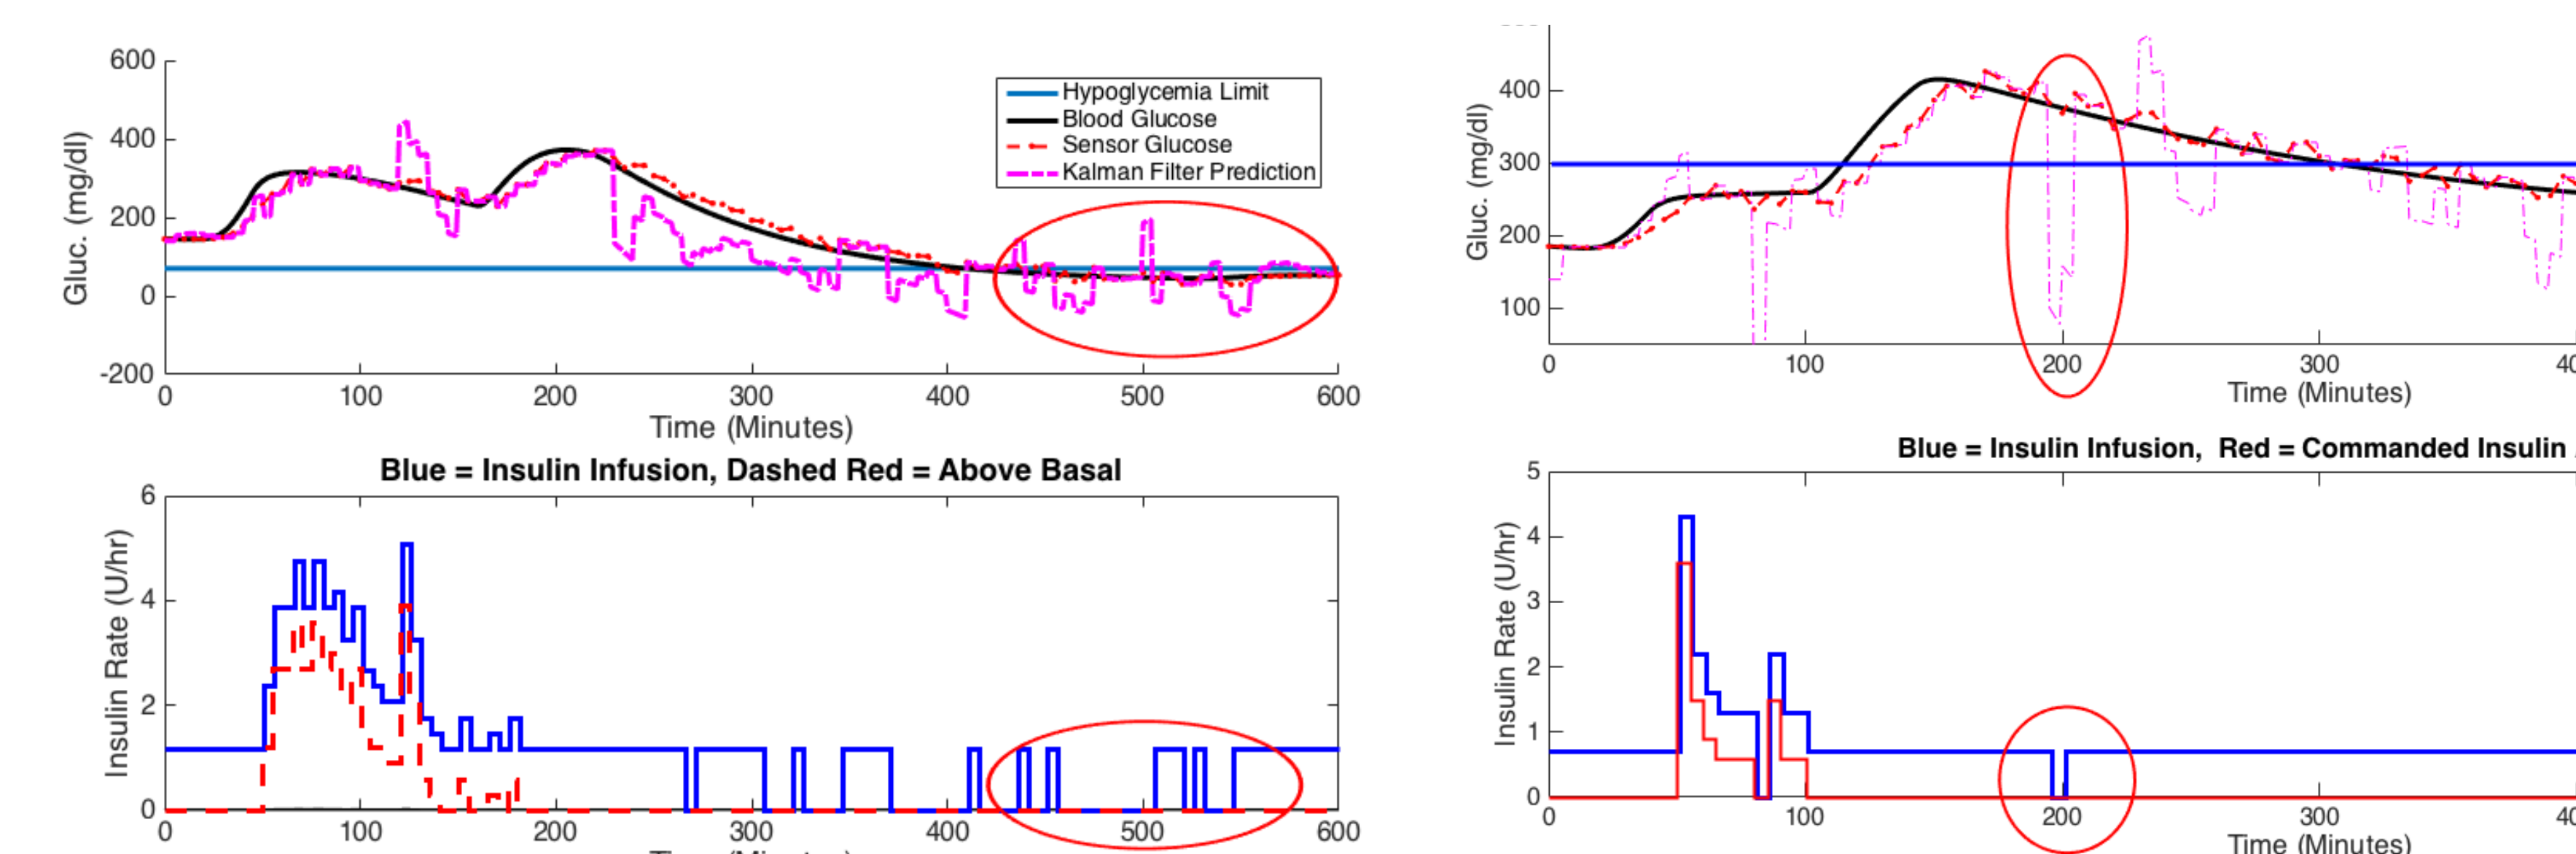 600
400
200
0
-200
Gluc. (mg/dl)
Hypoglycemia Limit
Blood Glucose
Sensor Glucose
Kalman Filter Prediction
0 100 200 300 400 500 600
Time (Minutes)
Blue = Insulin Infusion, Dashed Red = Above Basal
6
4
2
0
Insulin Rate (U/hr)
0 100 200 300 400 500 600
400
300
200
100
Gluc. (mg/dl)
0 100 200 300 40
Time (Minutes)
Blue = Insulin Infusion, Red = Commanded Insulin
5
4
3
2
1
0
Insulin Rate (U/hr)
0 100 200 300 40
Time (Minutes)